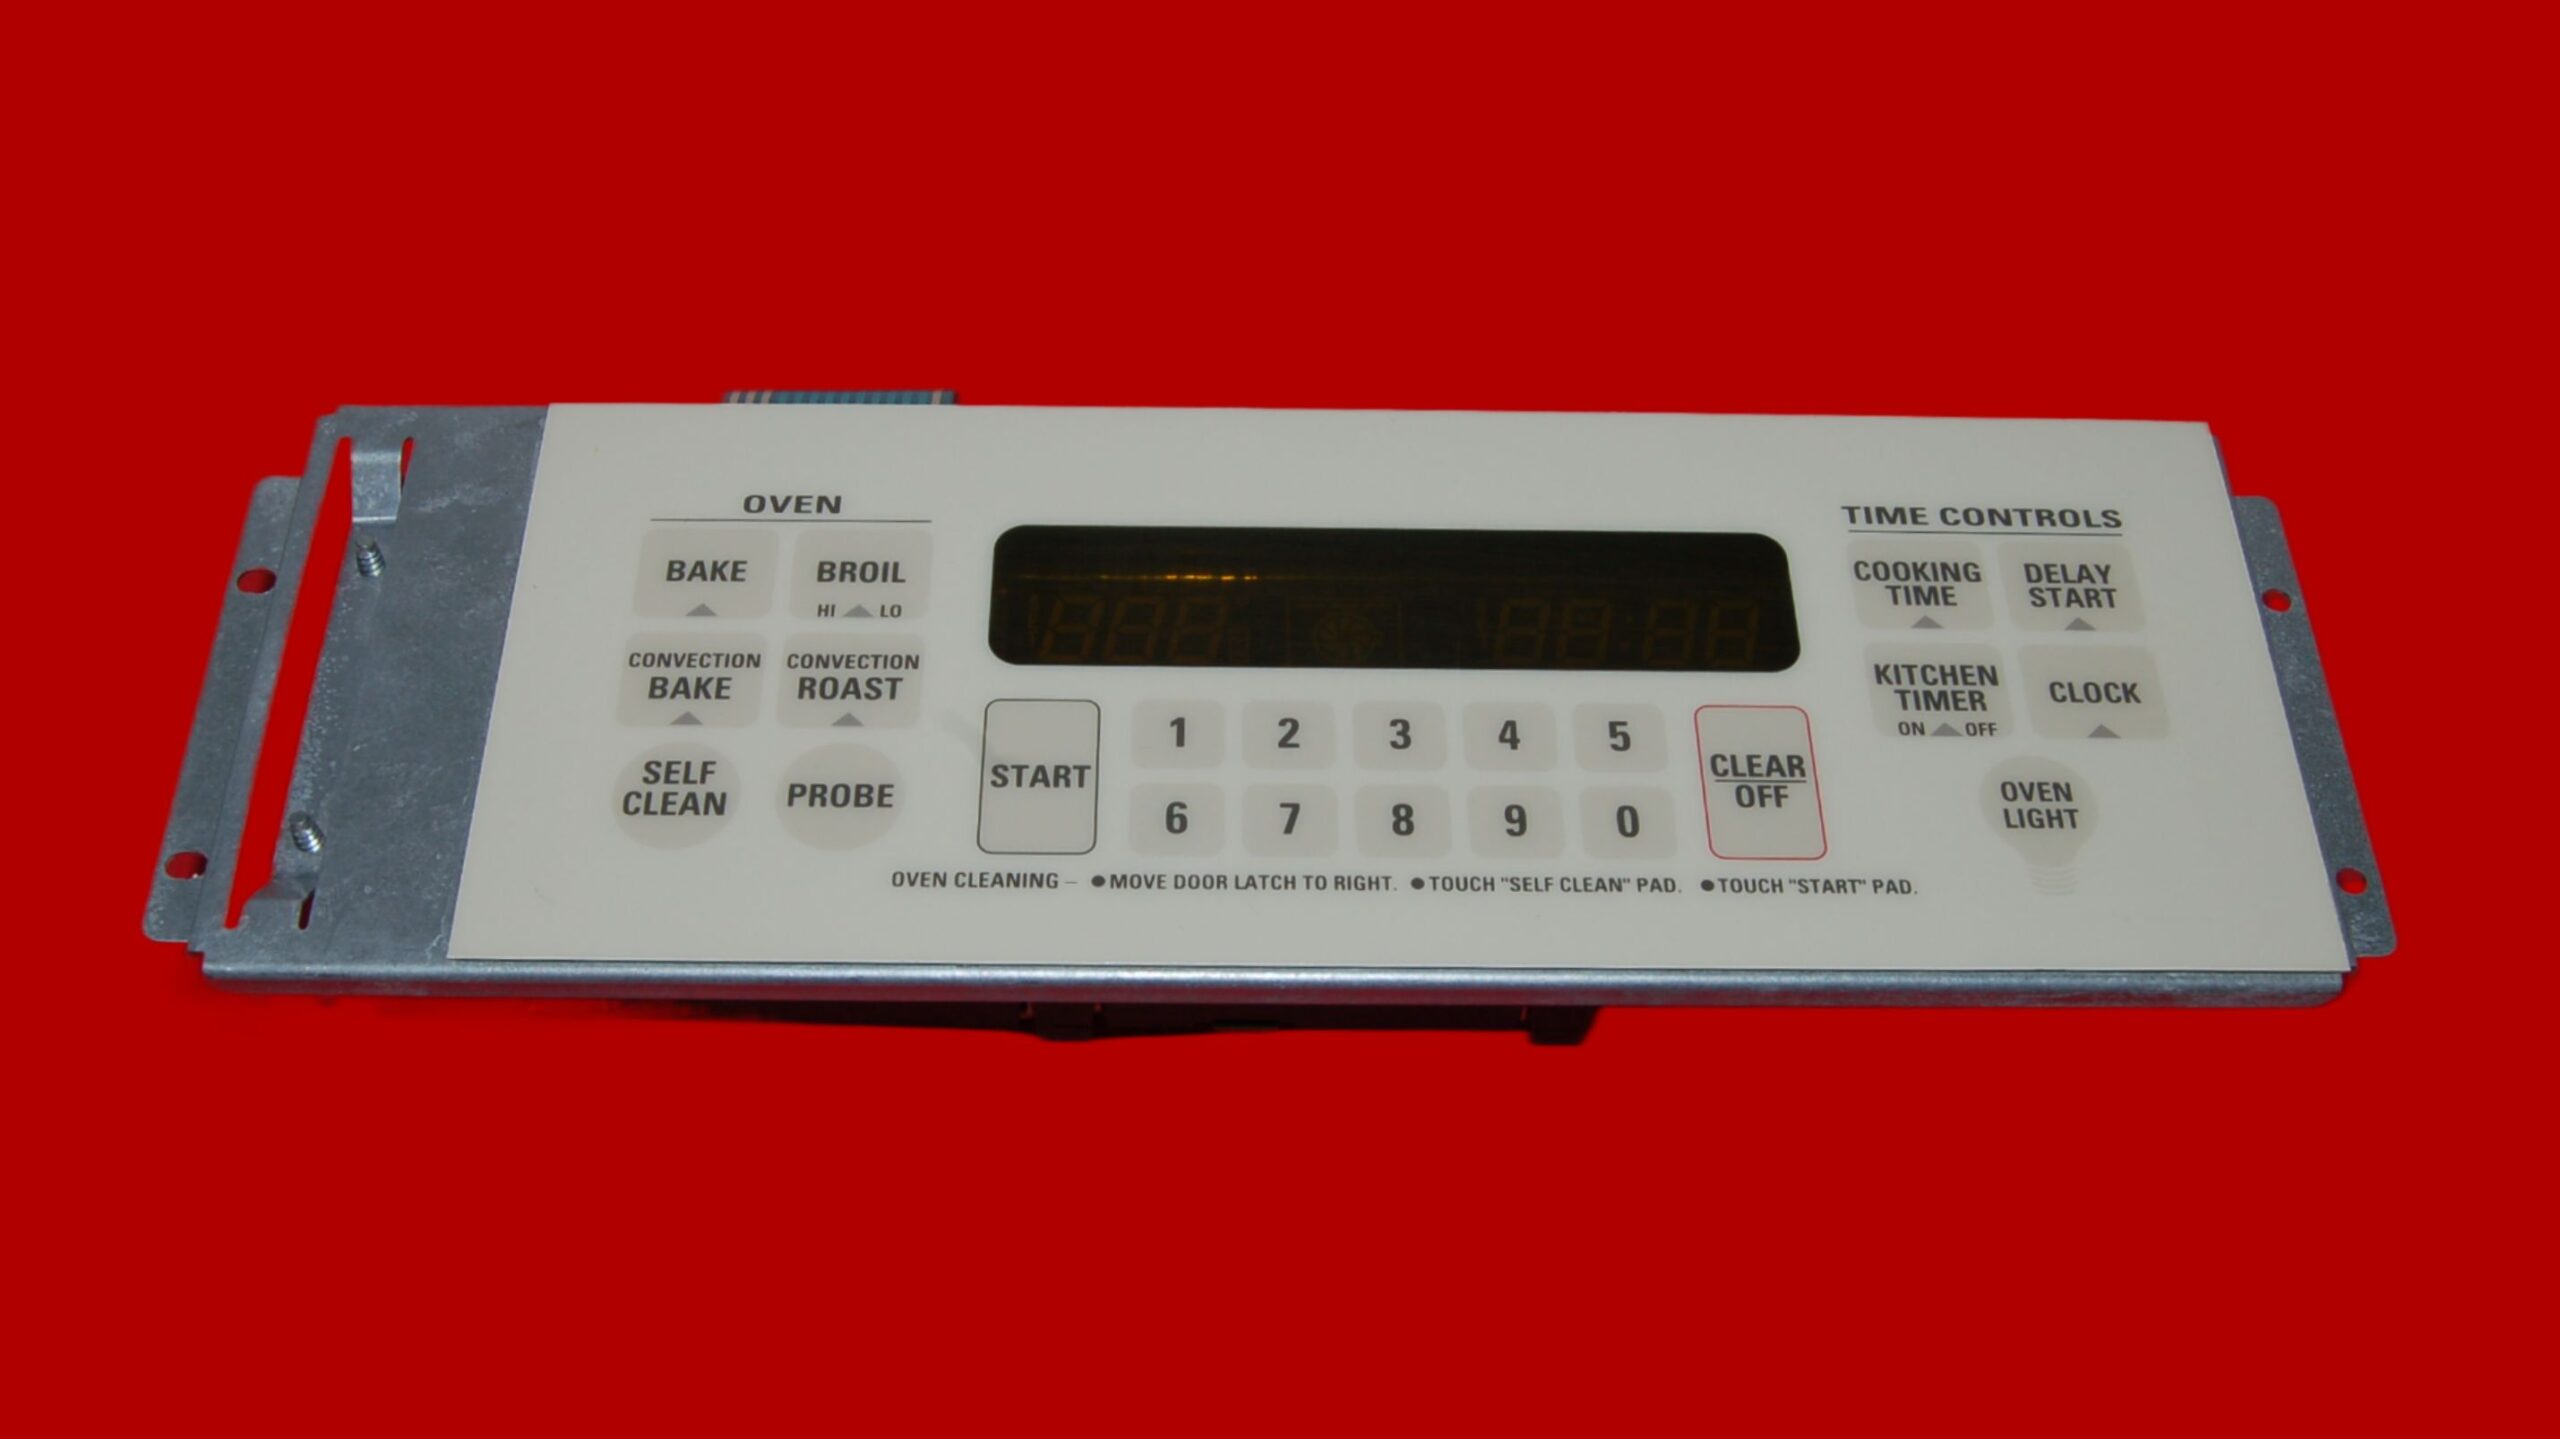 OVEN
BAKE
BROIL
HI LO
CONVECTION
BAKE
CONVECTION
ROAST
SELF
CLEAN
PROBE
START
1 2 3 4 5
6 7 8 9 0
CLEAR
OFF
TIME CONTROLS
COOKING
TIME
DELAY
START
KITCHEN
TIMER
ON OFF
CLOCK
OVEN
LIGHT
OVEN CLEANING – ●MOVE DOOR LATCH TO RIGHT. ●TOUCH "SELF CLEAN" PAD. ●TOUCH "START" PAD.